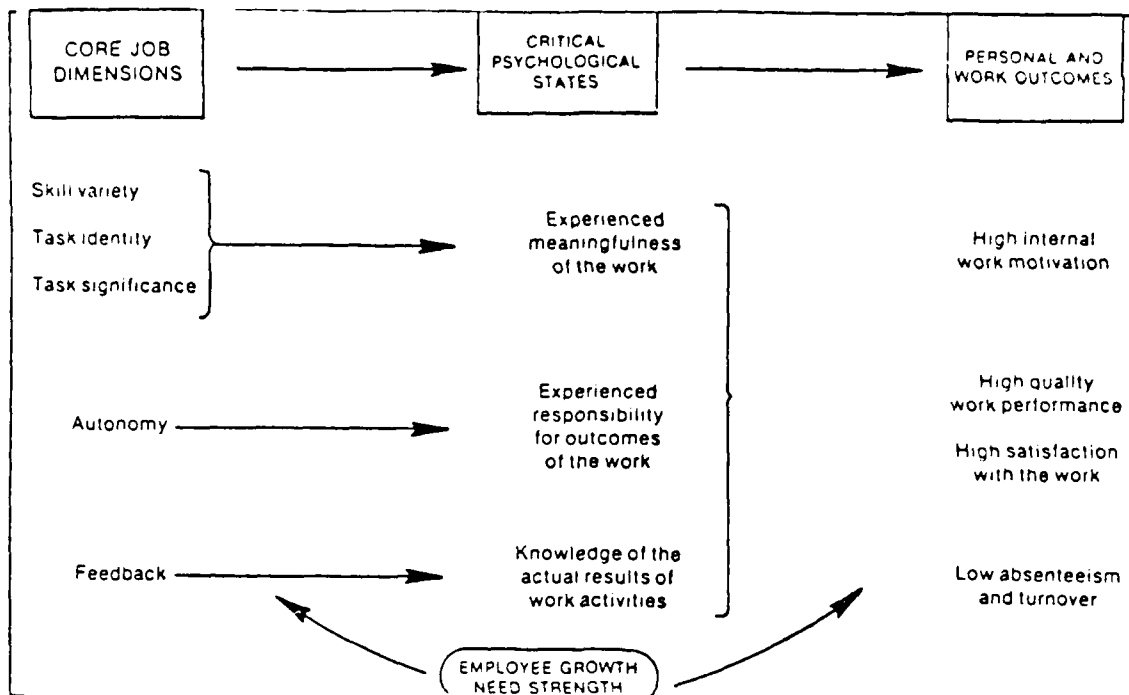 CORE JOB
DIMENSIONS
CRITICAL
PSYCHOLOGICAL
STATES
PERSONAL AND
WORK OUTCOMES
Skill variety
Task identity
Task significance
Experienced
meaningfulness
of the work
High internal
work motivation
Autonomy
Experienced
responsibility
for outcomes
of the work
High quality
work performance
High satisfaction
with the work
Feedback
Knowledge of the
actual results of
work activities
Low absenteeism
and turnover
EMPLOYEE GROWTH
NEED STRENGTH